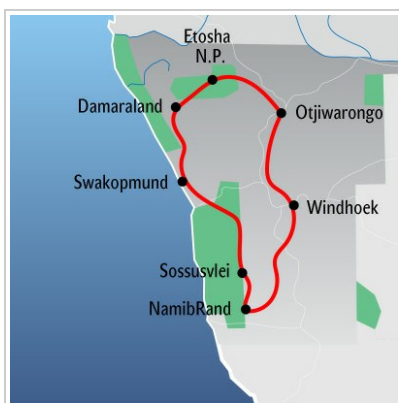 Etosha
N.P.
Damaraland
Otjiwarongo
Swakopmund
Windhoek
Sossusvlei
NamibRand